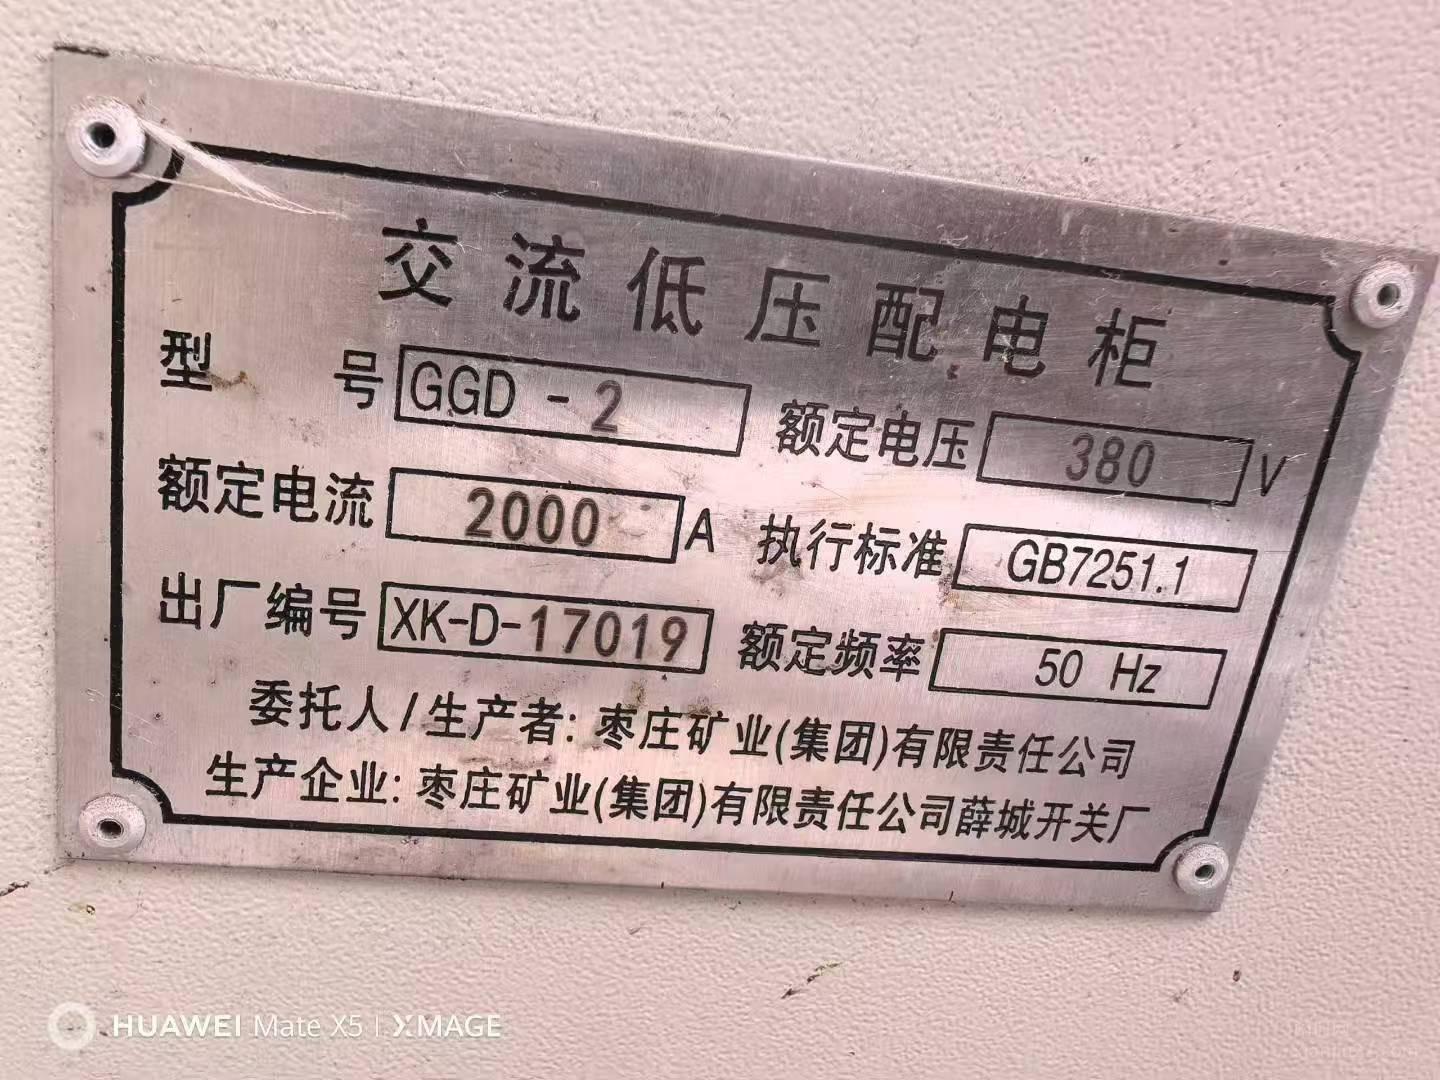 交流低压配电柜
型 号 GGD - 2 额定电压 380 V
额定电流 2000 A 执行标准 GB7251.1
出厂编号 XK-D-17019 额定频率 50 Hz
委托人/生产者:枣庄矿业(集团)有限责任公司
生产企业:枣庄矿业(集团)有限责任公司薛城开关厂
HUAWEI Mate X5 | XMAGE